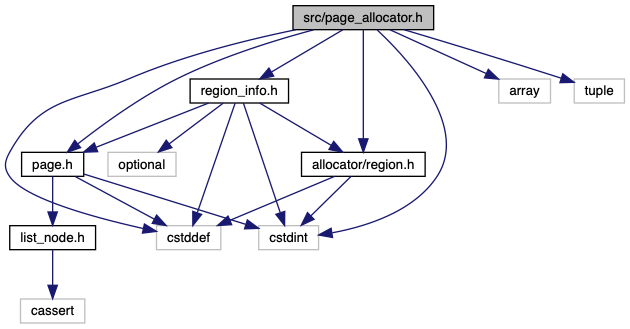 src/page_allocator.h
region_info.h
array
tuple
page.h
optional
allocator/region.h
list_node.h
cstddef
cstdint
cassert